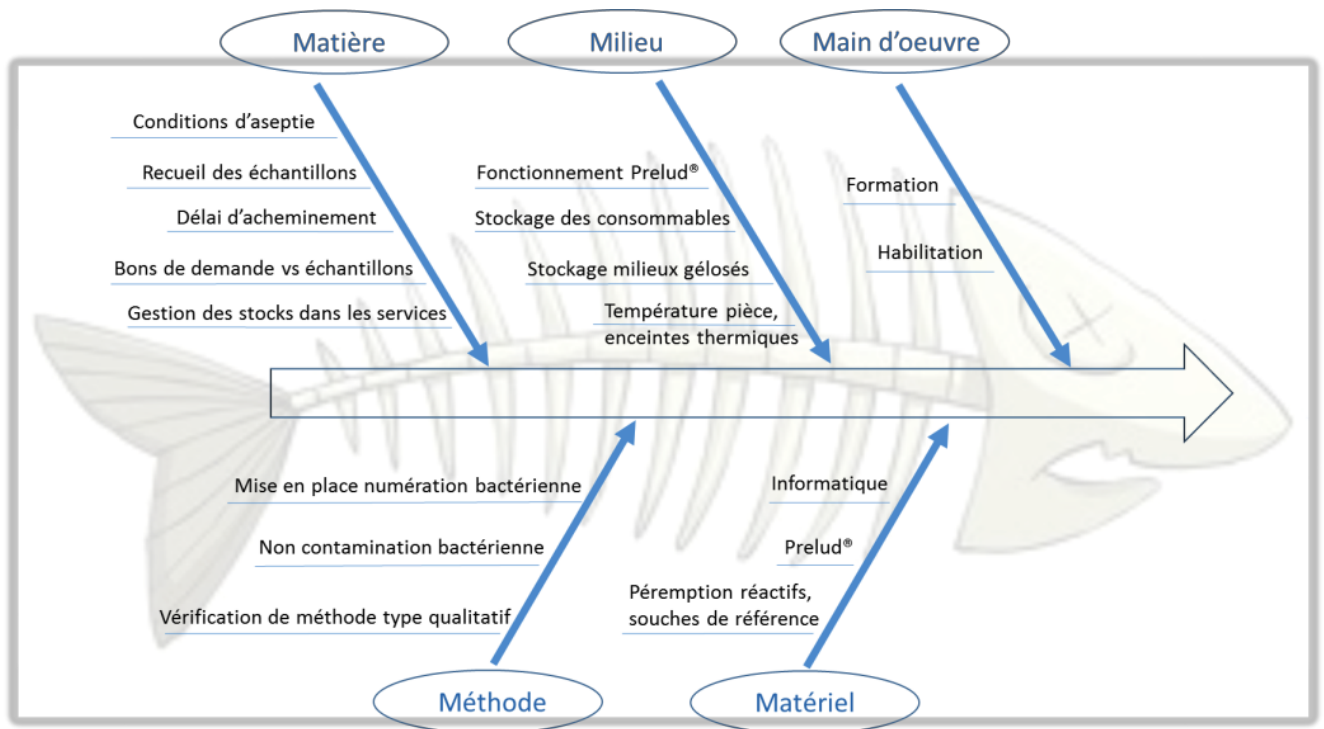 Matière
Milieu
Main d'oeuvre
Conditions d'aseptie
Recueil des échantillons
Délai d'acheminement
Bons de demande vs échantillons
Gestion des stocks dans les services
Fonctionnement Prelud®
Stockage des consommables
Stockage milieux gélosés
Température pièce,
enceintes thermiques
Formation
Habilitation
Mise en place numération bactérienne
Non contamination bactérienne
Vérification de méthode type qualitatif
Informatique
Prelud®
Péremption réactifs,
souches de référence
Méthode
Matériel